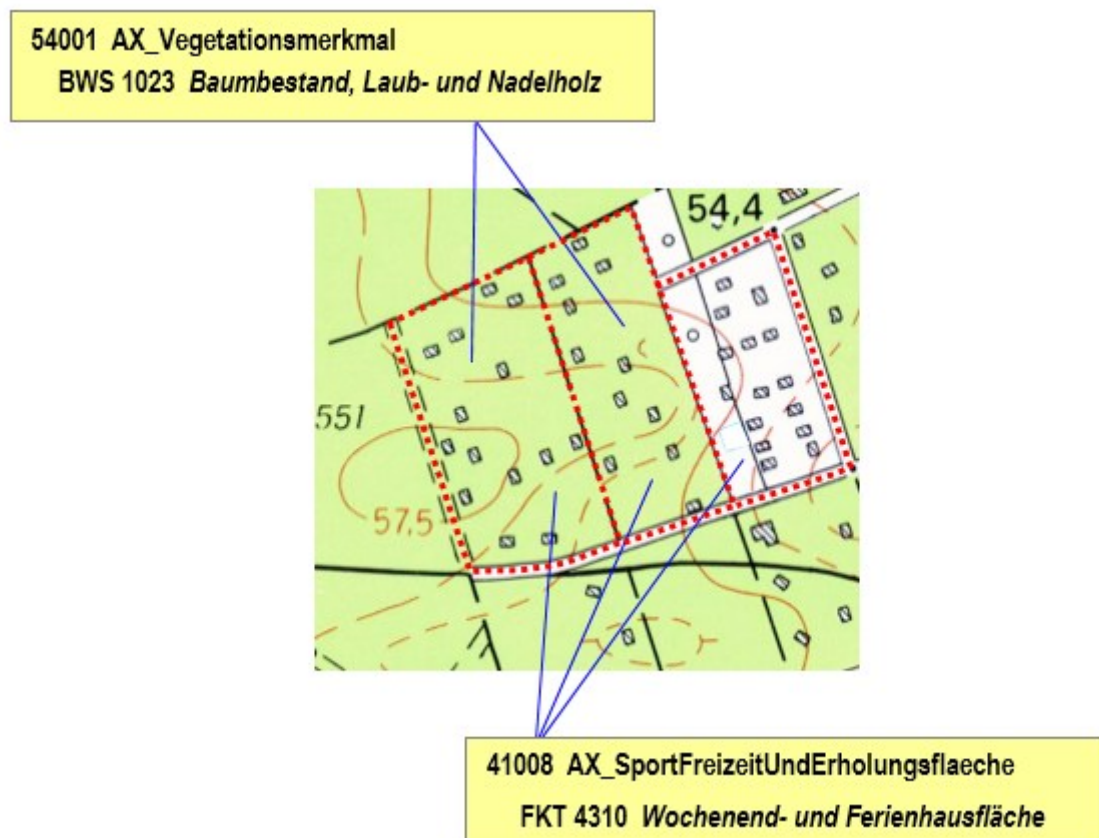 54001 AX_Vegetationsmerkmal
BWS 1023 Baumbestand, Laub- und Nadelholz
54,4
551
57,5
41008 AX_SportFreizeitUndErholungsflaeche
FKT 4310 Wochenend- und Ferienhausfläche